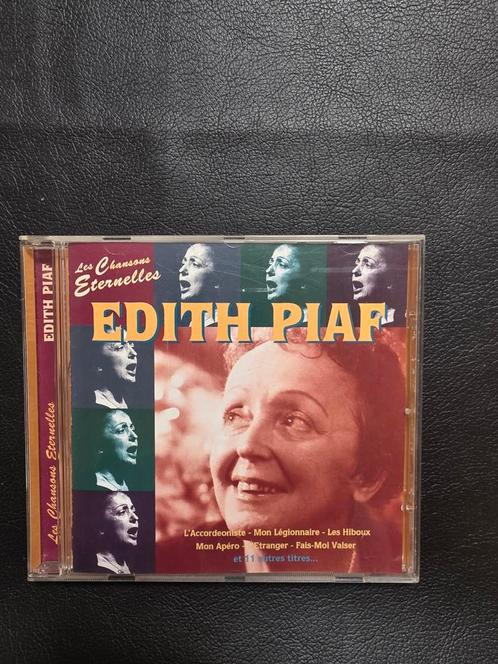 Les Chansons
Eternelles
EDITH PIAF
L'Accordeoniste - Mon Légionnaire - Les Hiboux
Mon Apéro - L'Etranger - Fais-Moi Valser
et 11 autres titres...
EDITH PIAF
Les Chansons Eternelles